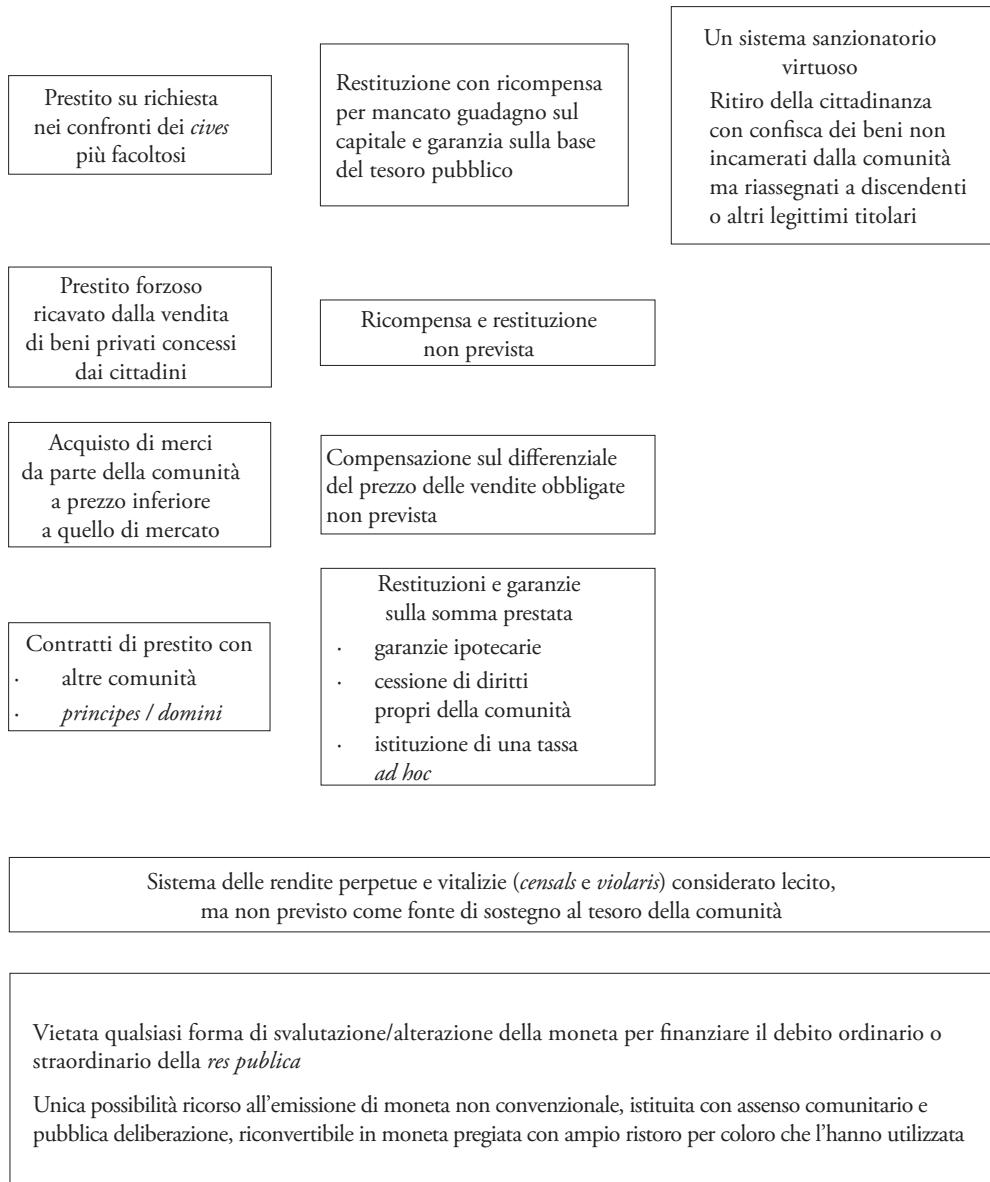 Prestito su richiesta
nei confronti dei cives
più facoltosi
Restituzione con ricompensa
per mancato guadagno sul
capitale e garanzia sulla base
del tesoro pubblico
Un sistema sanzionatorio
virtuoso
Ritiro della cittadinanza
con confisca dei beni non
incamerati dalla comunità
ma riassegnati a discendenti
o altri legittimi titolari
Prestito forzoso
ricavato dalla vendita
di beni privati concessi
dai cittadini
Ricompensa e restituzione
non prevista
Acquisto di merci
da parte della comunità
a prezzo inferiore
a quello di mercato
Compensazione sul differenziale
del prezzo delle vendite obbligate
non prevista
Contratti di prestito con
· altre comunità
· principes / domini
Restituzioni e garanzie
sulla somma prestata
· garanzie ipotecarie
· cessione di diritti
propri della comunità
· istituzione di una tassa
ad hoc
Sistema delle rendite perpetue e vitalizie (censals e violaris) considerato lecito,
ma non previsto come fonte di sostegno al tesoro della comunità
Vietata qualsiasi forma di svalutazione/alterazione della moneta per finanziare il debito ordinario o
straordinario della res publica
Unica possibilità ricorso all'emissione di moneta non convenzionale, istituita con assenso comunitario e
pubblica deliberazione, riconvertibile in moneta pregiata con ampio ristoro per coloro che l'hanno utilizzata